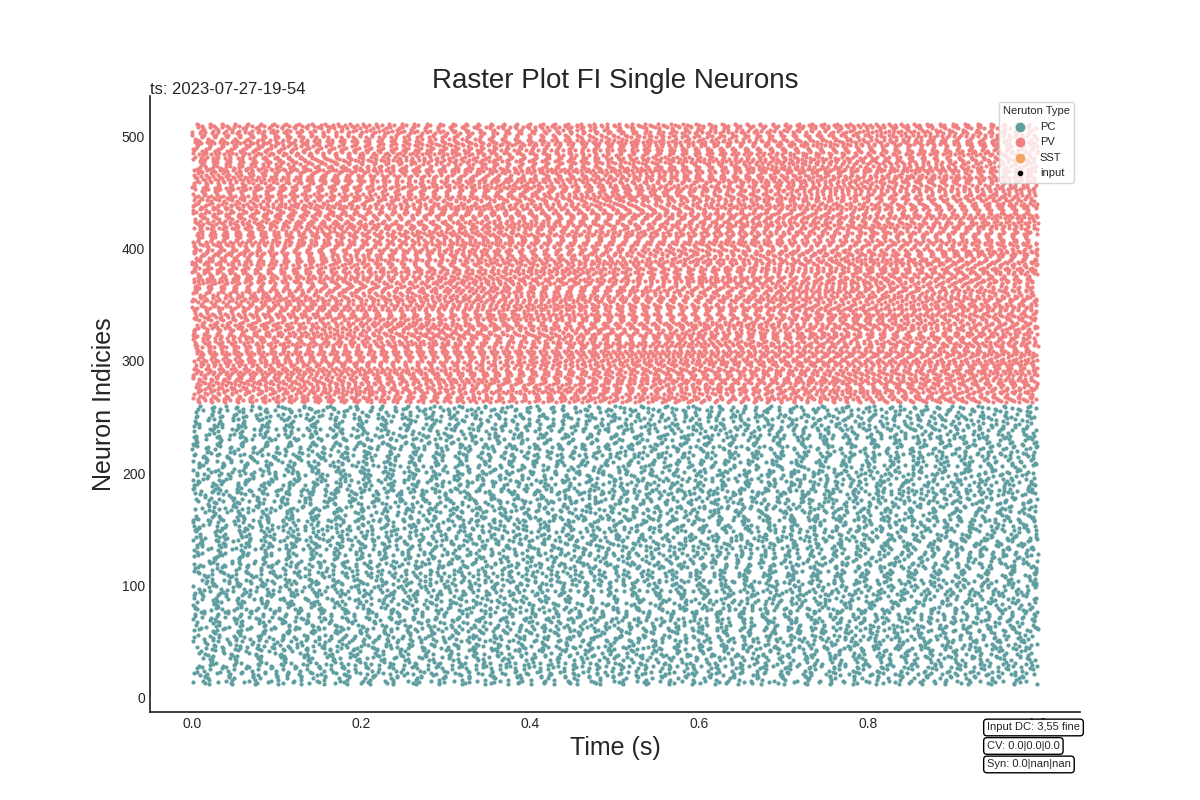 Raster Plot FI Single Neurons
ts: 2023-07-27-19-54
Neruton Type
PC
PV
SST
input
500
400
300
200
100
0
Neuron Indicies
0.0 0.2 0.4 0.6 0.8
Time (s)
Input DC: 3,55 fine
CV: 0.0|0.0|0.0
Syn: 0.0|nan|nan